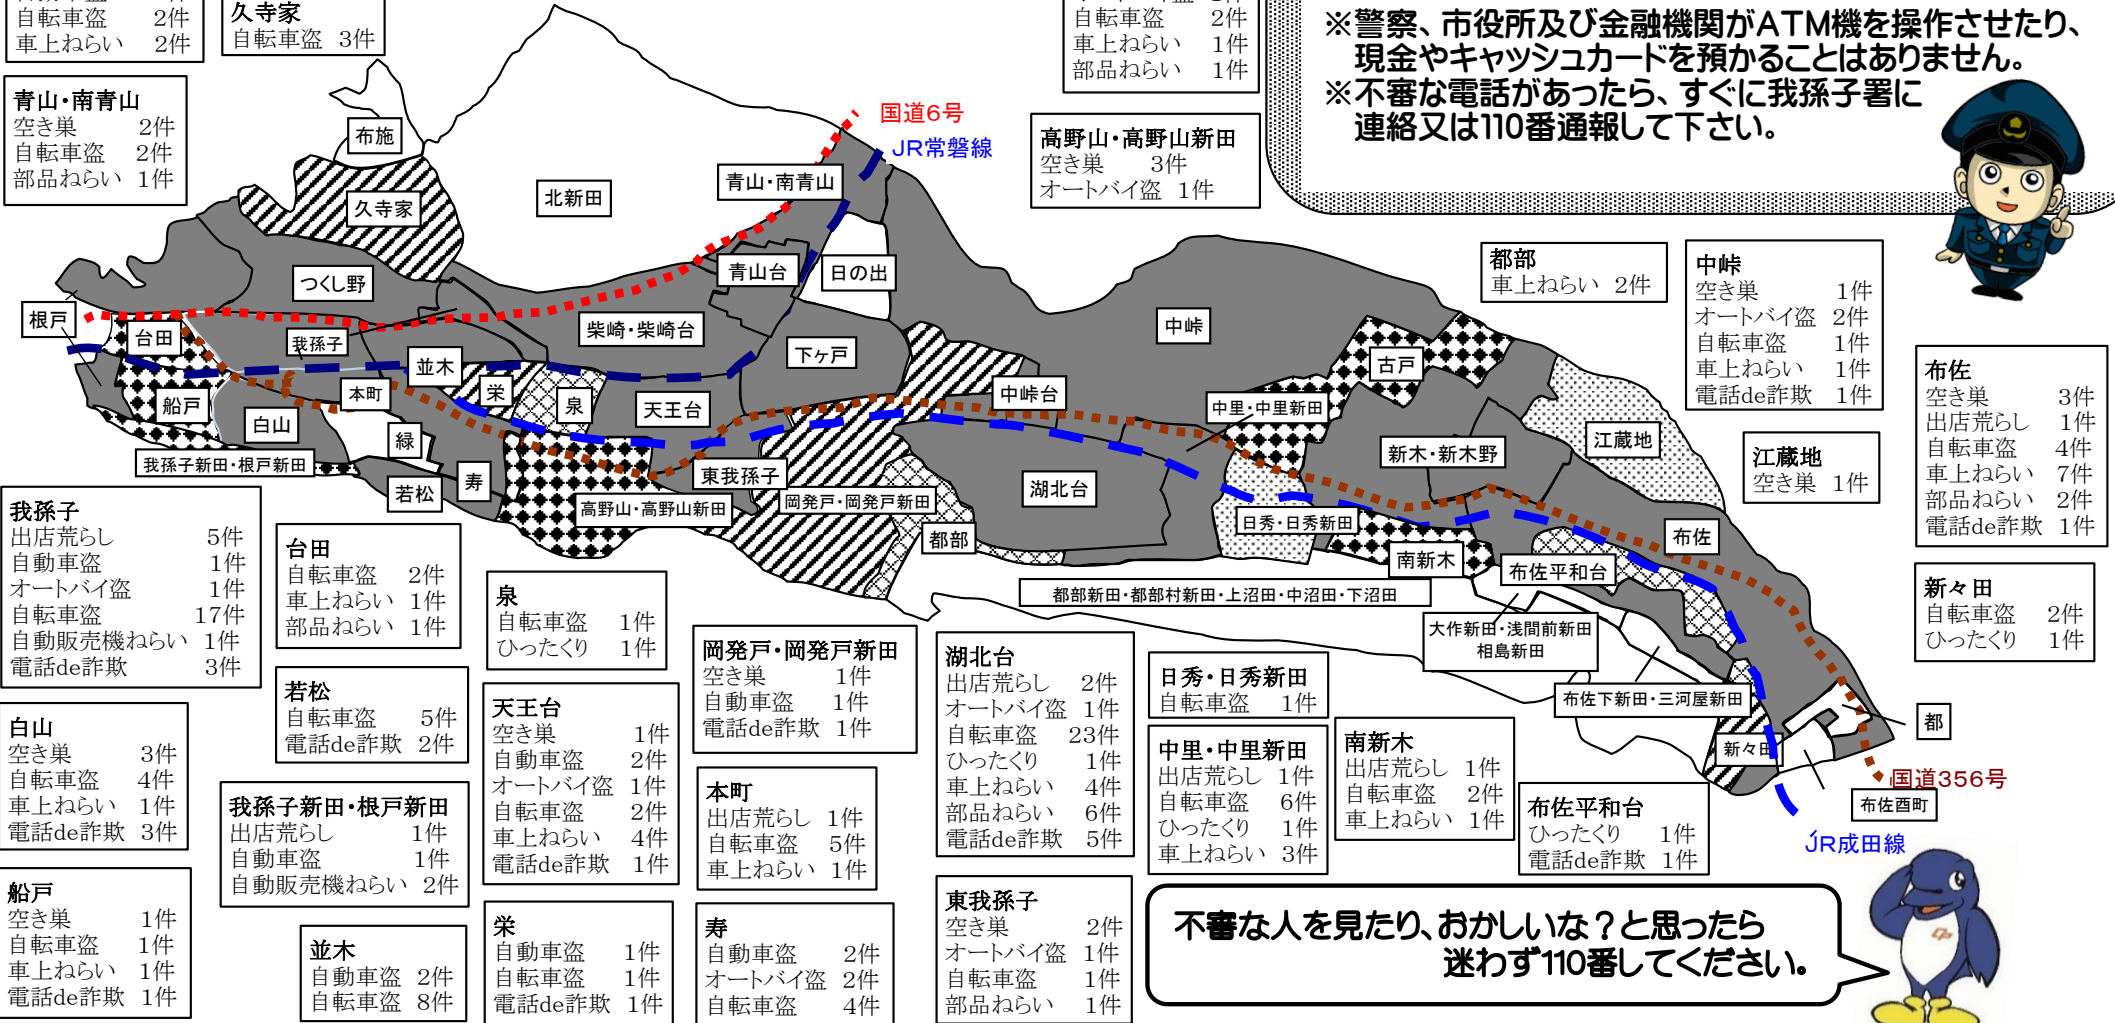 自転車盗 2件
車上ねらい 2件
久寺家
自転車盗 3件
自転車盗 2件
車上ねらい 1件
部品ねらい 1件
※警察、市役所及び金融機関がATM機を操作させたり、
現金やキャッシュカードを預かることはありません。
※不審な電話があったら、すぐに我孫子署に
連絡又は110番通報して下さい。
青山・南青山
空き巣 2件
自転車盗 2件
部品ねらい 1件
高野山・高野山新田
空き巣 3件
オートバイ盗 1件
国道6号
JR常磐線
布施
久寺家
北新田
青山・南青山
青山台
日の出
つくし野
根戸
台田
我孫子
並木
柴崎・柴崎台
下ヶ戸
中峠
古戸
船戸
白山
本町
栄
泉
天王台
中峠台
中里・中里新田
緑
寿
若松
我孫子新田・根戸新田
高野山・高野山新田
東我孫子
岡発戸・岡発戸新田
都部
湖北台
日秀・日秀新田
新木・新木野
江蔵地
南新木
布佐平和台
布佐
都部新田・都部村新田・上沼田・中沼田・下沼田
大作新田・浅間前新田
相島新田
布佐下新田・三河屋新田
新々田
都
布佐酉町
国道356号
JR成田線
都部
車上ねらい 2件
中峠
空き巣 1件
オートバイ盗 2件
自転車盗 1件
車上ねらい 1件
電話de詐欺 1件
江蔵地
空き巣 1件
布佐
空き巣 3件
出店荒らし 1件
自転車盗 4件
車上ねらい 7件
部品ねらい 2件
電話de詐欺 1件
新々田
自転車盗 2件
ひったくり 1件
我孫子
出店荒らし 5件
自動車盗 1件
オートバイ盗 1件
自転車盗 17件
自動販売機ねらい 1件
電話de詐欺 3件
台田
自転車盗 2件
車上ねらい 1件
部品ねらい 1件
泉
自転車盗 1件
ひったくり 1件
若松
自転車盗 5件
電話de詐欺 2件
岡発戸・岡発戸新田
空き巣 1件
自動車盗 1件
電話de詐欺 1件
湖北台
出店荒らし 2件
オートバイ盗 1件
自転車盗 23件
ひったくり 1件
車上ねらい 4件
部品ねらい 6件
電話de詐欺 5件
日秀・日秀新田
自転車盗 1件
中里・中里新田
出店荒らし 1件
自転車盗 6件
ひったくり 1件
車上ねらい 3件
南新木
出店荒らし 1件
自転車盗 2件
車上ねらい 1件
布佐平和台
ひったくり 1件
電話de詐欺 1件
白山
空き巣 3件
自転車盗 4件
車上ねらい 1件
電話de詐欺 3件
我孫子新田・根戸新田
出店荒らし 1件
自動車盗 1件
自動販売機ねらい 2件
天王台
空き巣 1件
自動車盗 2件
オートバイ盗 1件
自転車盗 2件
車上ねらい 4件
電話de詐欺 1件
本町
出店荒らし 1件
自転車盗 5件
車上ねらい 1件
船戸
空き巣 1件
自転車盗 1件
車上ねらい 1件
電話de詐欺 1件
並木
自動車盗 2件
自転車盗 8件
栄
自動車盗 1件
自転車盗 1件
電話de詐欺 1件
寿
自動車盗 2件
オートバイ盗 2件
自転車盗 4件
東我孫子
空き巣 2件
オートバイ盗 1件
自転車盗 1件
部品ねらい 1件
不審な人を見たり、おかしいな?と思ったら
迷わず110番してください。